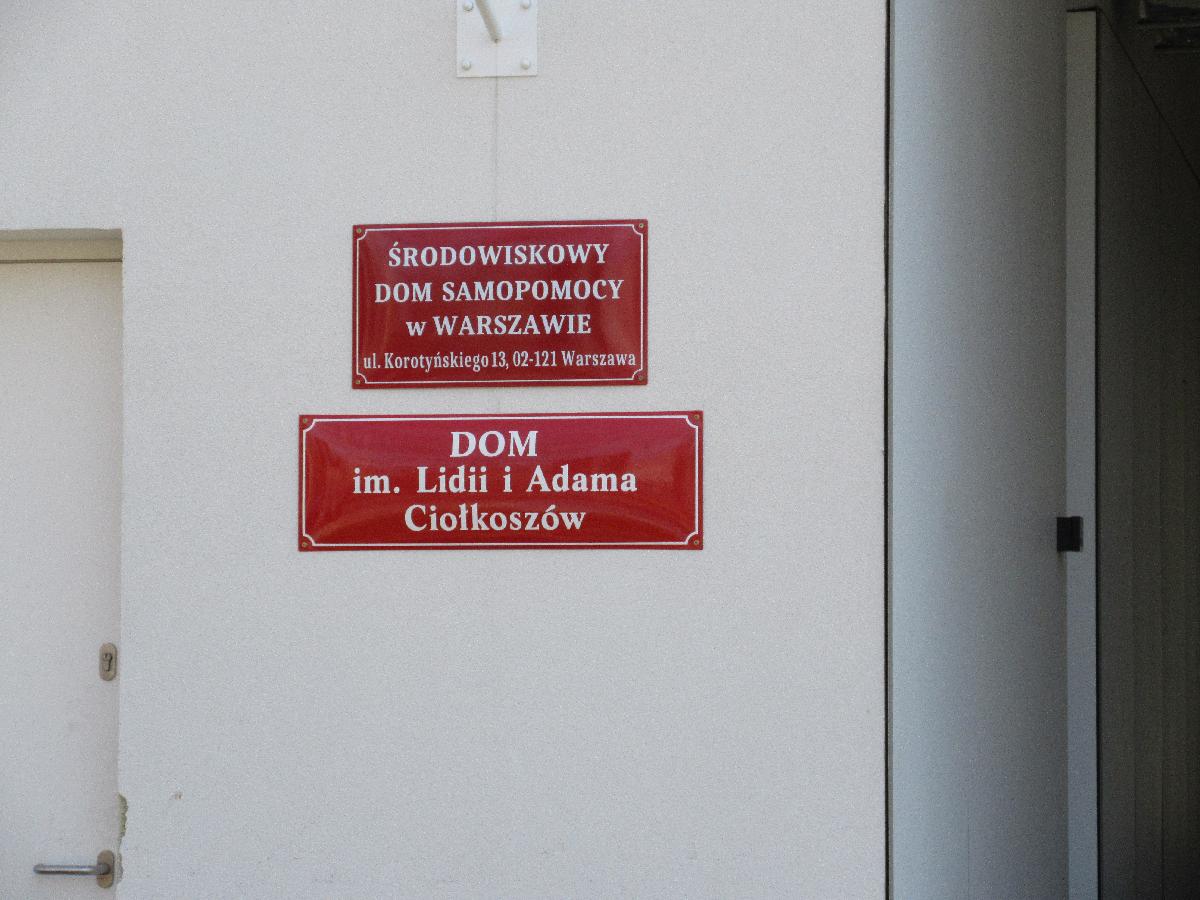 ŚRODOWISKOWY
DOM SAMOPOMOCY
w WARSZAWIE
ul. Korotyńskiego 13, 02-121 Warszawa
DOM
im. Lidii i Adama
Ciołkoszów